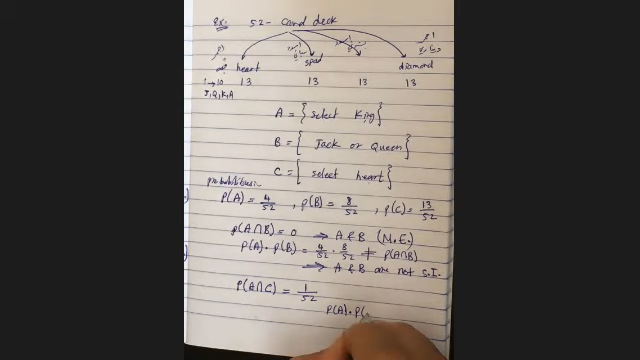 Ex: 52- card deck
heart spad diamond
1 → 10 13 13 13 13
J, Q, K, A
A = { select King }
B = { Jack or Queen }
C = { select heart }
probabilities:-
P(A) = 4/52 , P(B) = 8/52 , P(C) = 13/52
P(A∩B) = 0 ⇒ A & B (M.E.)
P(A) · P(B) = 4/52 · 8/52 ≠ P(A∩B)
⇒ A & B are not S.I.
P(A∩C) = 1/52
P(A) · P(